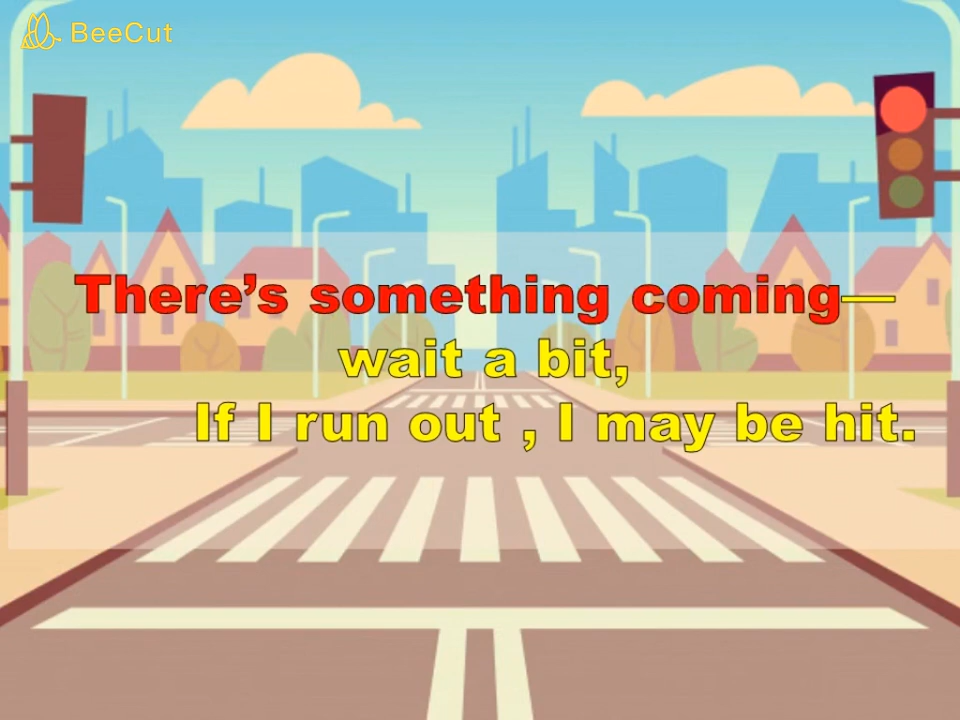 BeeCut
There’s something coming—
wait a bit,
If I run out , I may be hit.